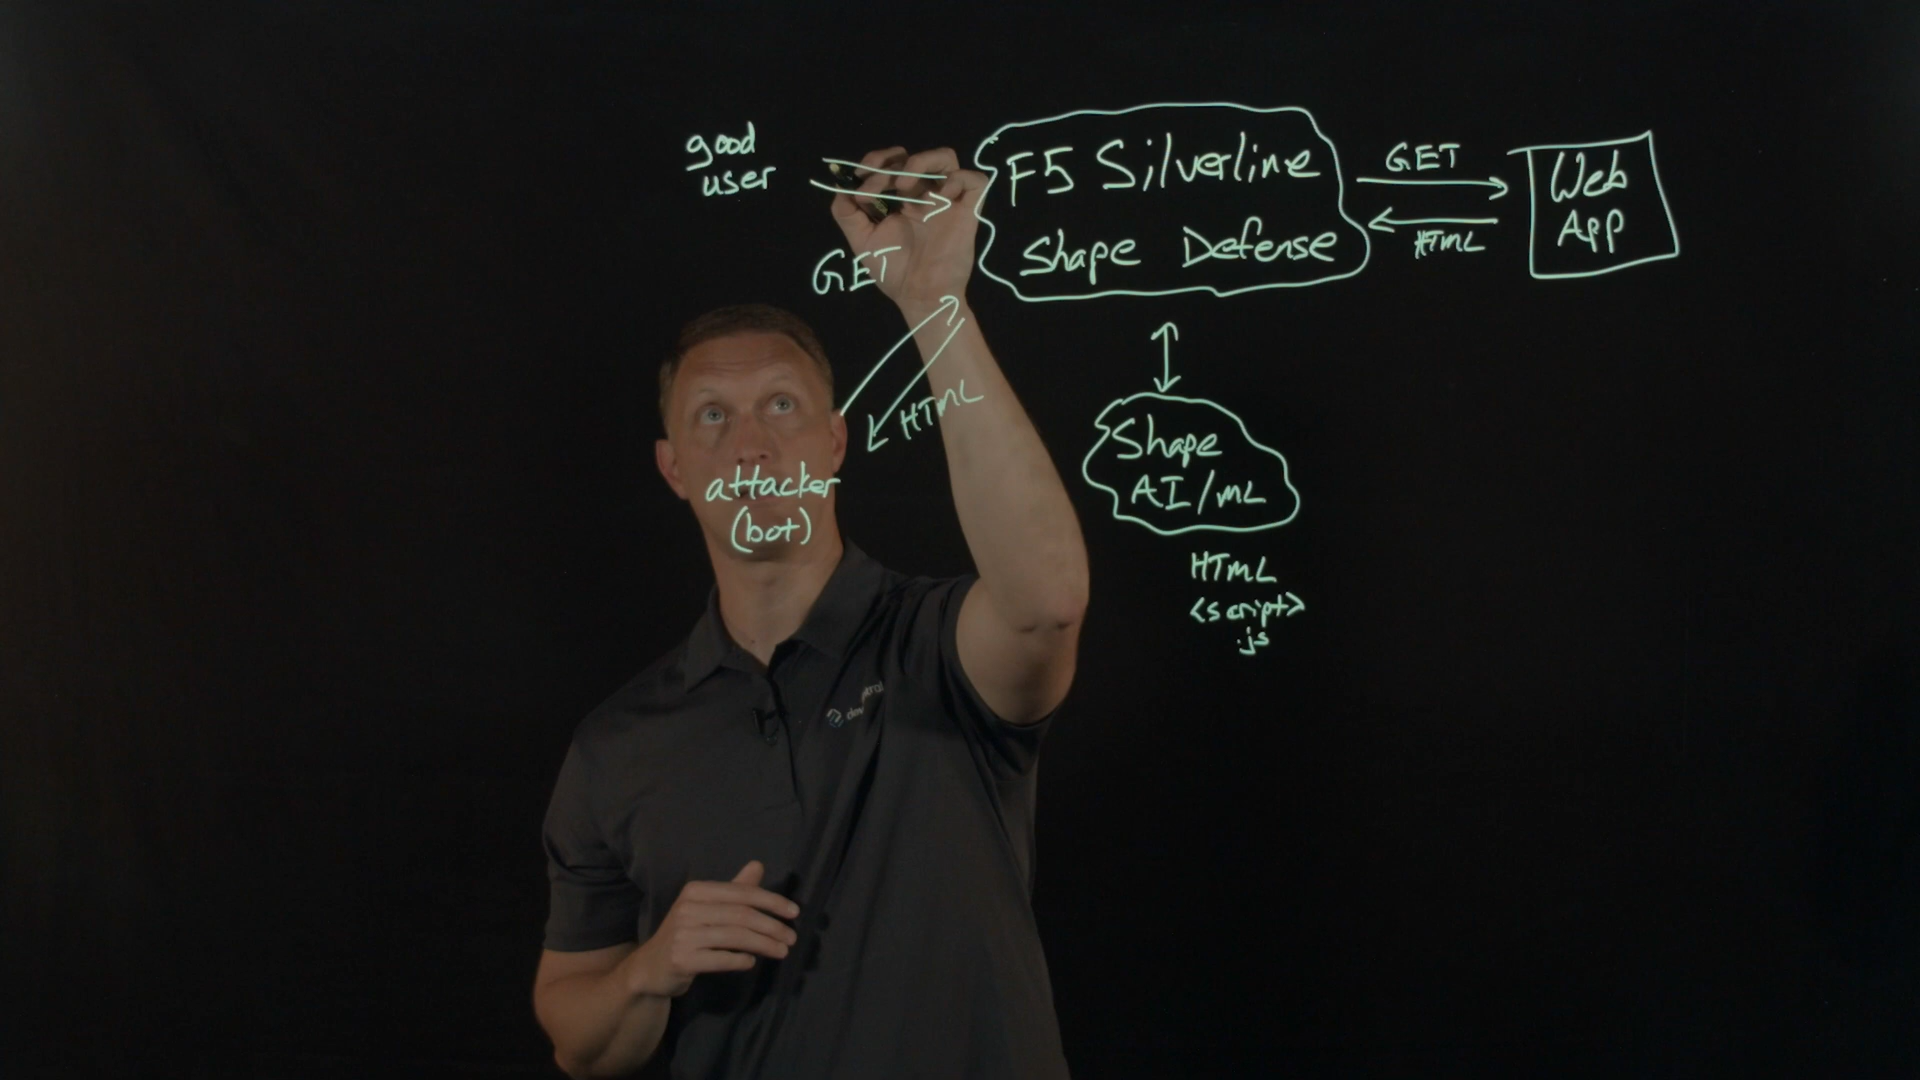 good
user
GET
HTML
attacker
(bot)
F5 Silverline
Shape Defense
GET
HTML
Web
App
Shape
AI/ML
HTML
<script>
.js